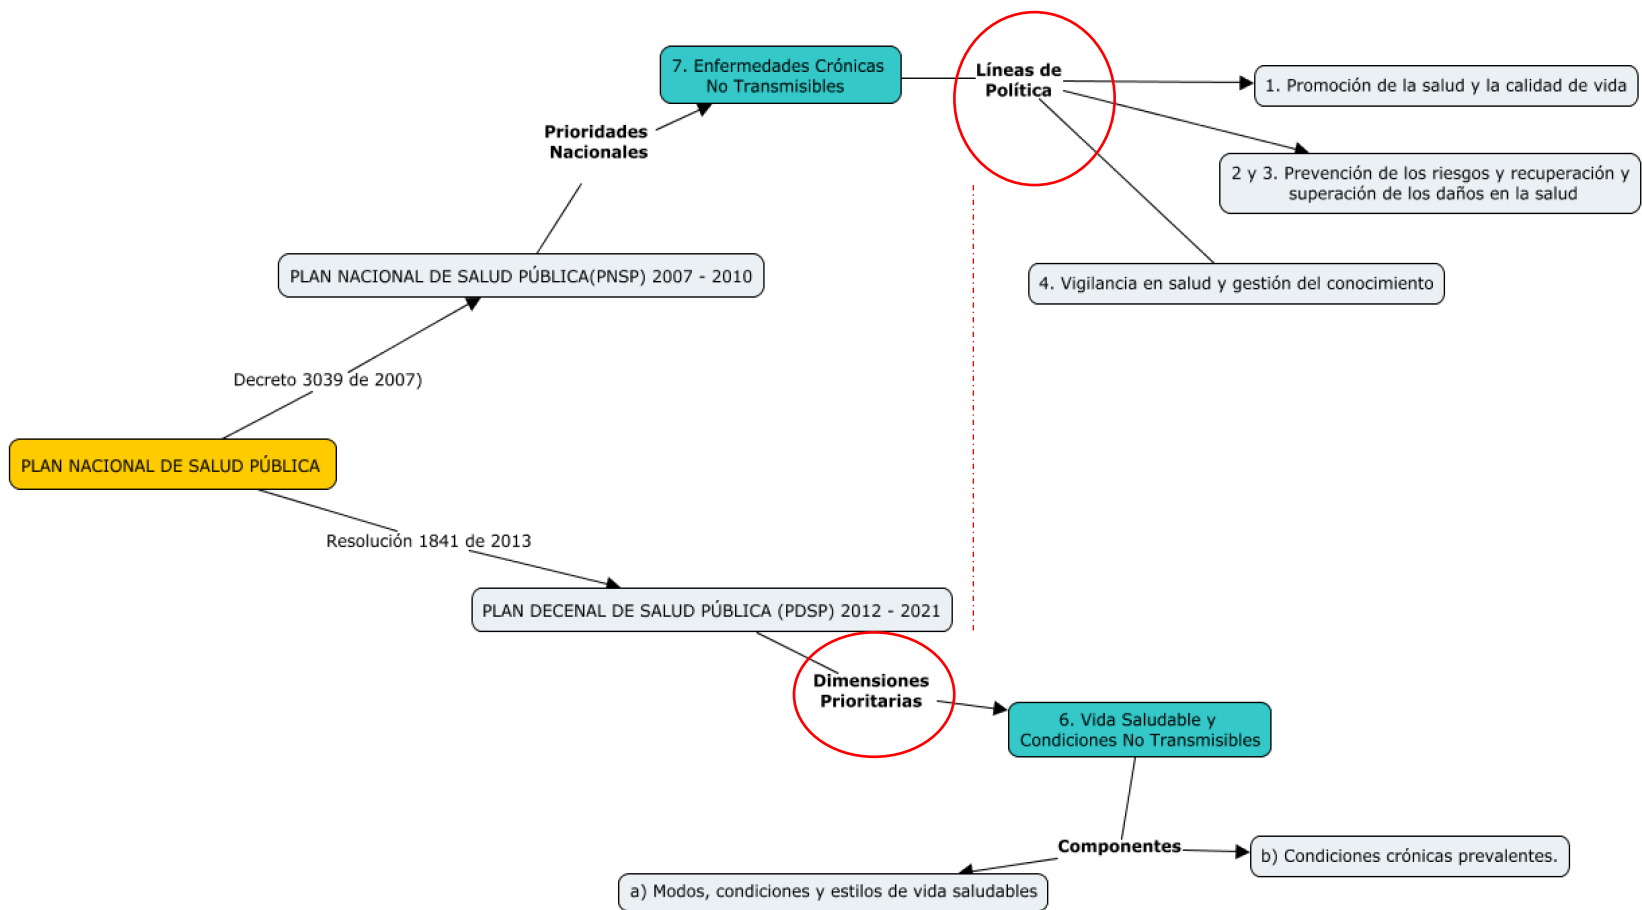 7. Enfermedades Crónicas
No Transmisibles
Líneas de
Política
1. Promoción de la salud y la calidad de vida
Prioridades
Nacionales
2 y 3. Prevención de los riesgos y recuperación y
superación de los daños en la salud
PLAN NACIONAL DE SALUD PÚBLICA(PNSP) 2007 - 2010
4. Vigilancia en salud y gestión del conocimiento
Decreto 3039 de 2007)
PLAN NACIONAL DE SALUD PÚBLICA
Resolución 1841 de 2013
PLAN DECENAL DE SALUD PÚBLICA (PDSP) 2012 - 2021
Dimensiones
Prioritarias
6. Vida Saludable y
Condiciones No Transmisibles
Componentes
b) Condiciones crónicas prevalentes.
a) Modos, condiciones y estilos de vida saludables